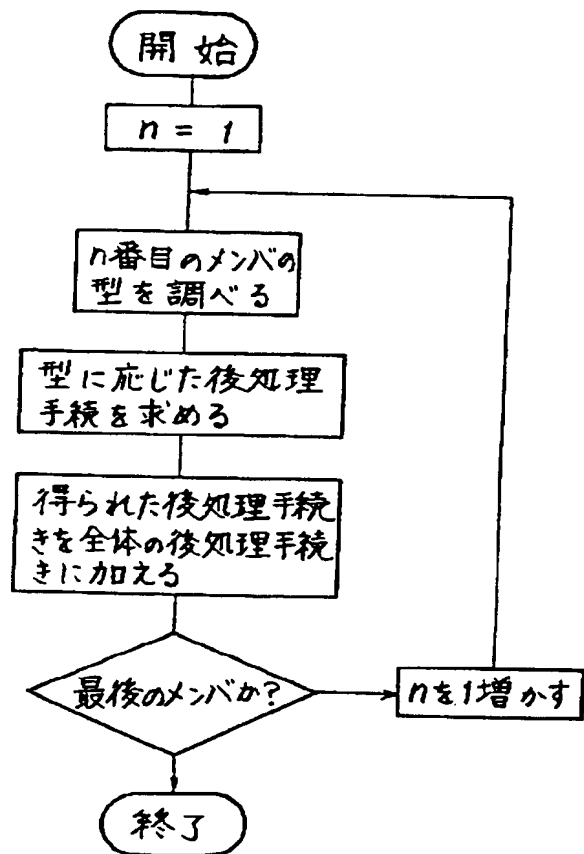 開始
n = 1
n番目のメンバの
型を調べる
型に応じた後処理
手続を求める
得られた後処理手続
きを全体の後処理手続
きに加える
最後のメンバか?
nを1増かす
終了